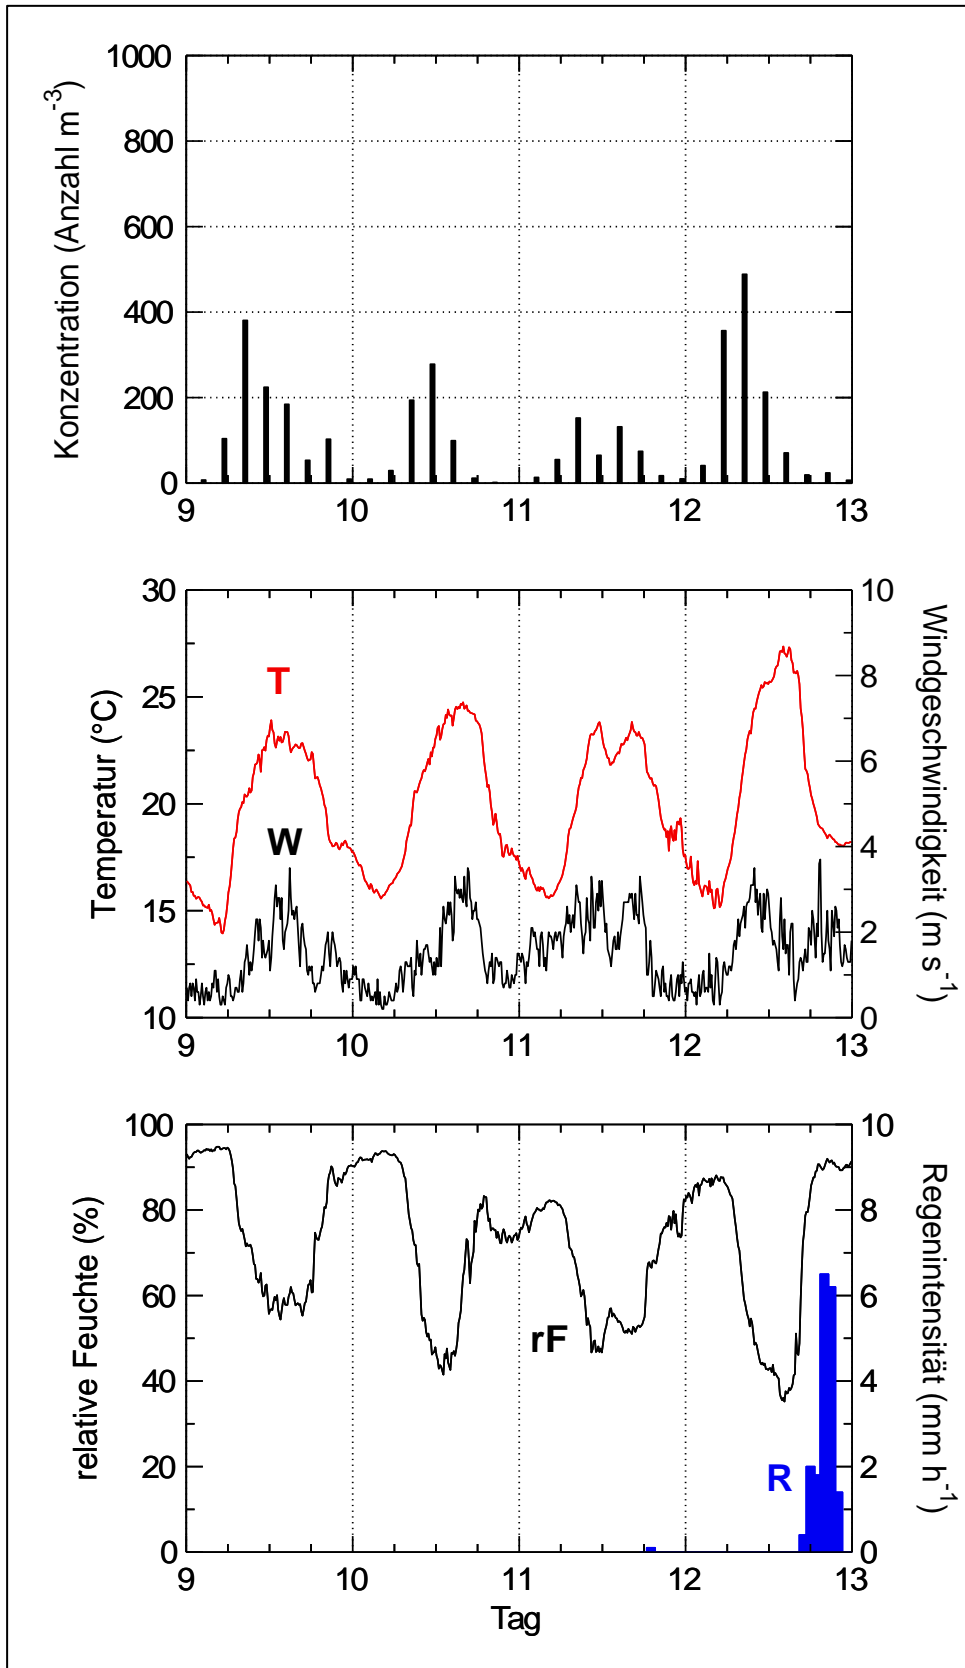 Konzentration (Anzahl m⁻³)
1000
800
600
400
200
0
9 10 11 12 13
Temperatur (°C)
30
25
20
15
10
T
W
Windgeschwindigkeit (m s⁻¹)
10
8
6
4
2
0
9 10 11 12 13
relative Feuchte (%)
100
80
60
40
20
0
rF
R
Regenintensität (mm h⁻¹)
10
8
6
4
2
0
9 10 11 12 13
Tag